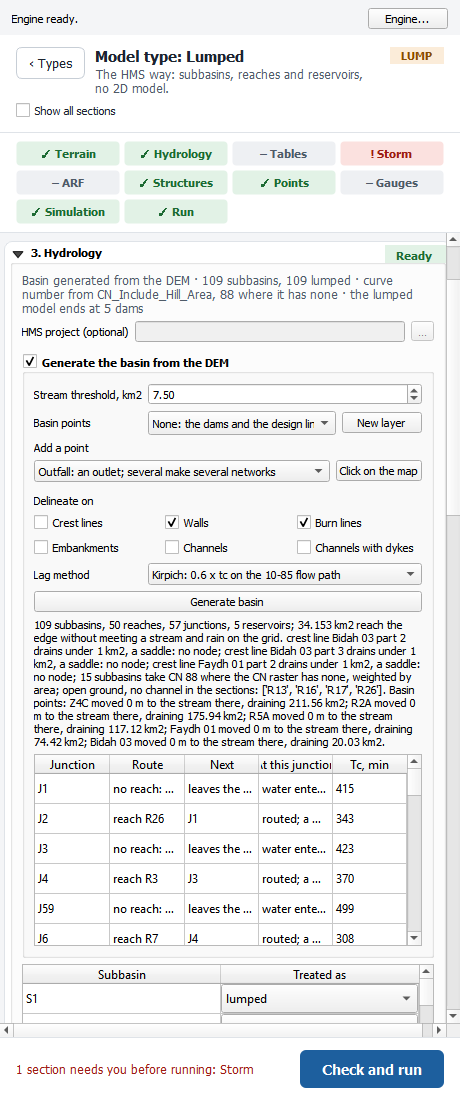 Engine ready.
Engine...
‹ Types
Model type: Lumped
LUMP
The HMS way: subbasins, reaches and reservoirs,
no 2D model.
Show all sections
✓ Terrain
✓ Hydrology
– Tables
! Storm
– ARF
✓ Structures
✓ Points
– Gauges
✓ Simulation
✓ Run
3. Hydrology
Ready
Basin generated from the DEM · 109 subbasins, 109 lumped · curve
number from CN_Include_Hill_Area, 88 where it has none · the lumped
model ends at 5 dams
HMS project (optional)
...
Generate the basin from the DEM
Stream threshold, km2
7.50
Basin points
None: the dams and the design lin
New layer
Add a point
Outfall: an outlet; several make several networks
Click on the map
Delineate on
Crest lines
Walls
Burn lines
Embankments
Channels
Channels with dykes
Lag method
Kirpich: 0.6 x tc on the 10-85 flow path
Generate basin
109 subbasins, 50 reaches, 57 junctions, 5 reservoirs; 34.153 km2 reach the
edge without meeting a stream and rain on the grid. crest line Bidah 03 part 2
drains under 1 km2, a saddle: no node; crest line Bidah 03 part 3 drains under 1
km2, a saddle: no node; crest line Faydh 01 part 2 drains under 1 km2, a saddle:
no node; 15 subbasins take CN 88 where the CN raster has none, weighted by
area; open ground, no channel in the sections: ['R13', 'R16', 'R17', 'R26']. Basin
points: Z4C moved 0 m to the stream there, draining 211.56 km2; R2A moved 0
m to the stream there, draining 175.94 km2; R5A moved 0 m to the stream
there, draining 117.12 km2; Faydh 01 moved 0 m to the stream there, draining
74.42 km2; Bidah 03 moved 0 m to the stream there, draining 20.03 km2.
Junction Route Next At this junction Tc, min
J1 no reach: ... leaves the ... water ente... 415
J2 reach R26 J1 routed; a ... 343
J3 no reach: ... leaves the ... water ente... 423
J4 reach R3 J3 routed; a ... 370
J59 no reach: ... leaves the ... water ente... 499
J6 reach R7 J4 routed; a ... 308
Subbasin Treated as
S1 lumped
1 section needs you before running: Storm
Check and run